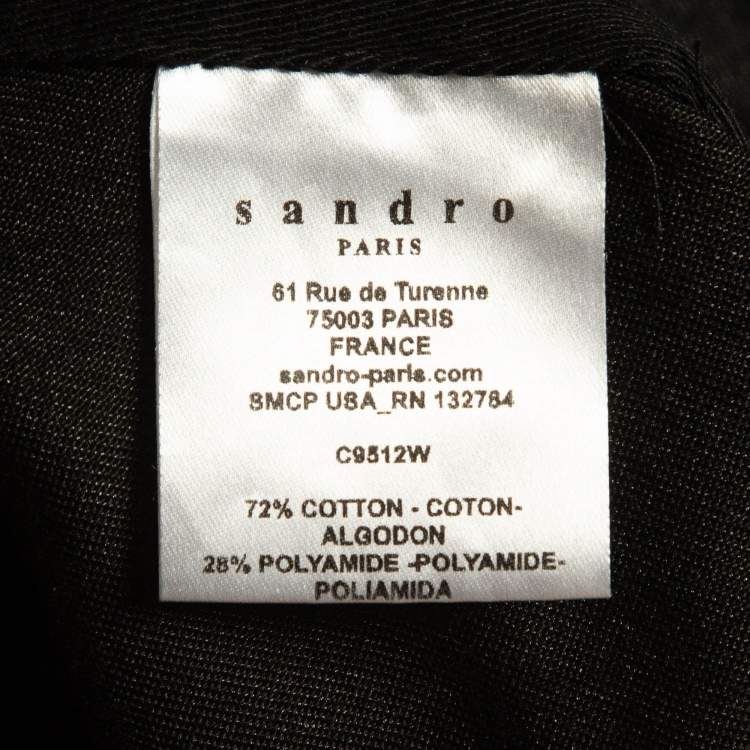 sandro
PARIS
61 Rue de Turenne
75003 PARIS
FRANCE
sandro-paris.com
SMCP USA_RN 132784
C9512W
72% COTTON - COTON-
ALGODON
28% POLYAMIDE -POLYAMIDE-
POLIAMIDA